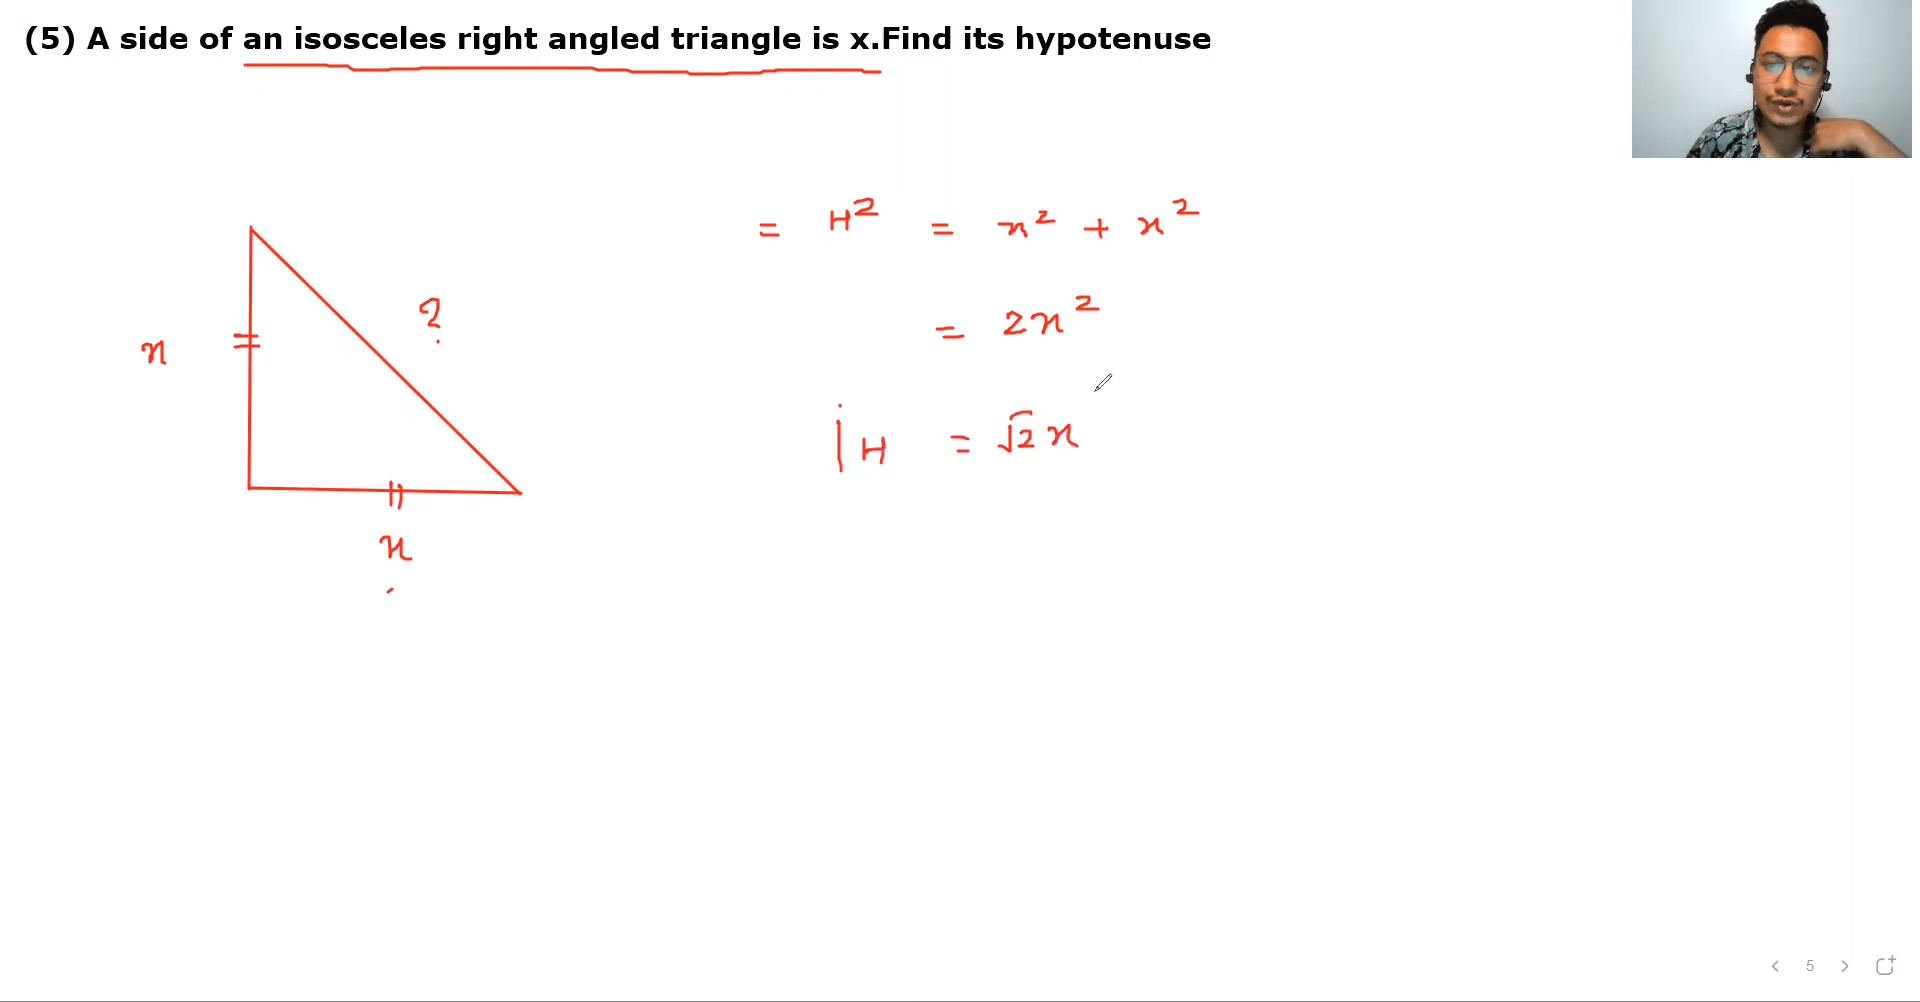 (5) A side of an isosceles right angled triangle is x.Find its hypotenuse
= H² = x² + x²
?
= 2x²
x
H = √2 x
x
5